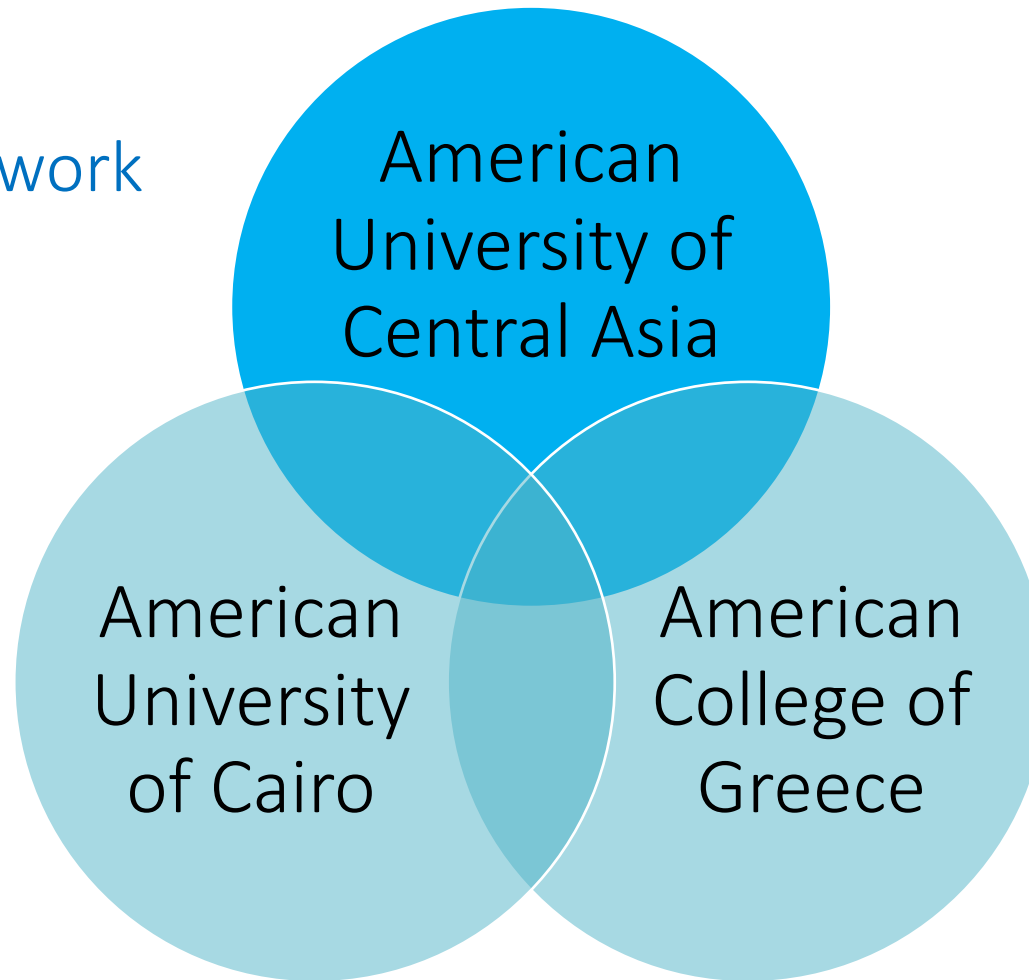 work
American
University of
Central Asia
American
University
of Cairo
American
College of
Greece